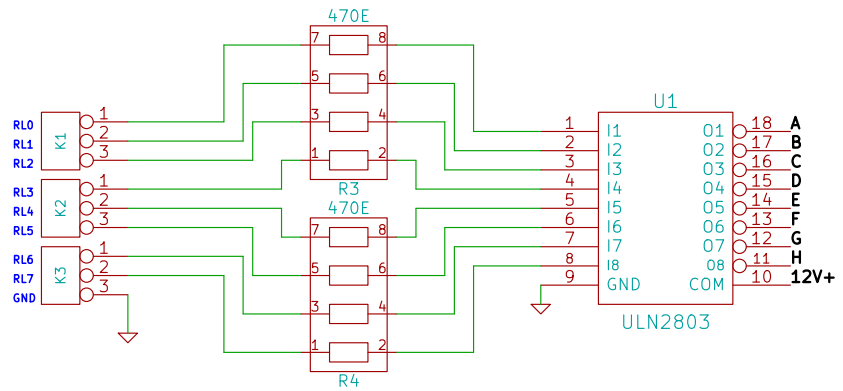 470E
7 8
5 6
3 4
1 2
R3
RL0 K1 1
RL1 2
RL2 3
RL3 K2 1
RL4 2
RL5 3
RL6 K3 1
RL7 2
GND 3
470E
7 8
5 6
3 4
1 2
R4
U1
1 I1 O1 18 A
2 I2 O2 17 B
3 I3 O3 16 C
4 I4 O4 15 D
5 I5 O5 14 E
6 I6 O6 13 F
7 I7 O7 12 G
8 I8 O8 11 H
9 GND COM 10 12V+
ULN2803